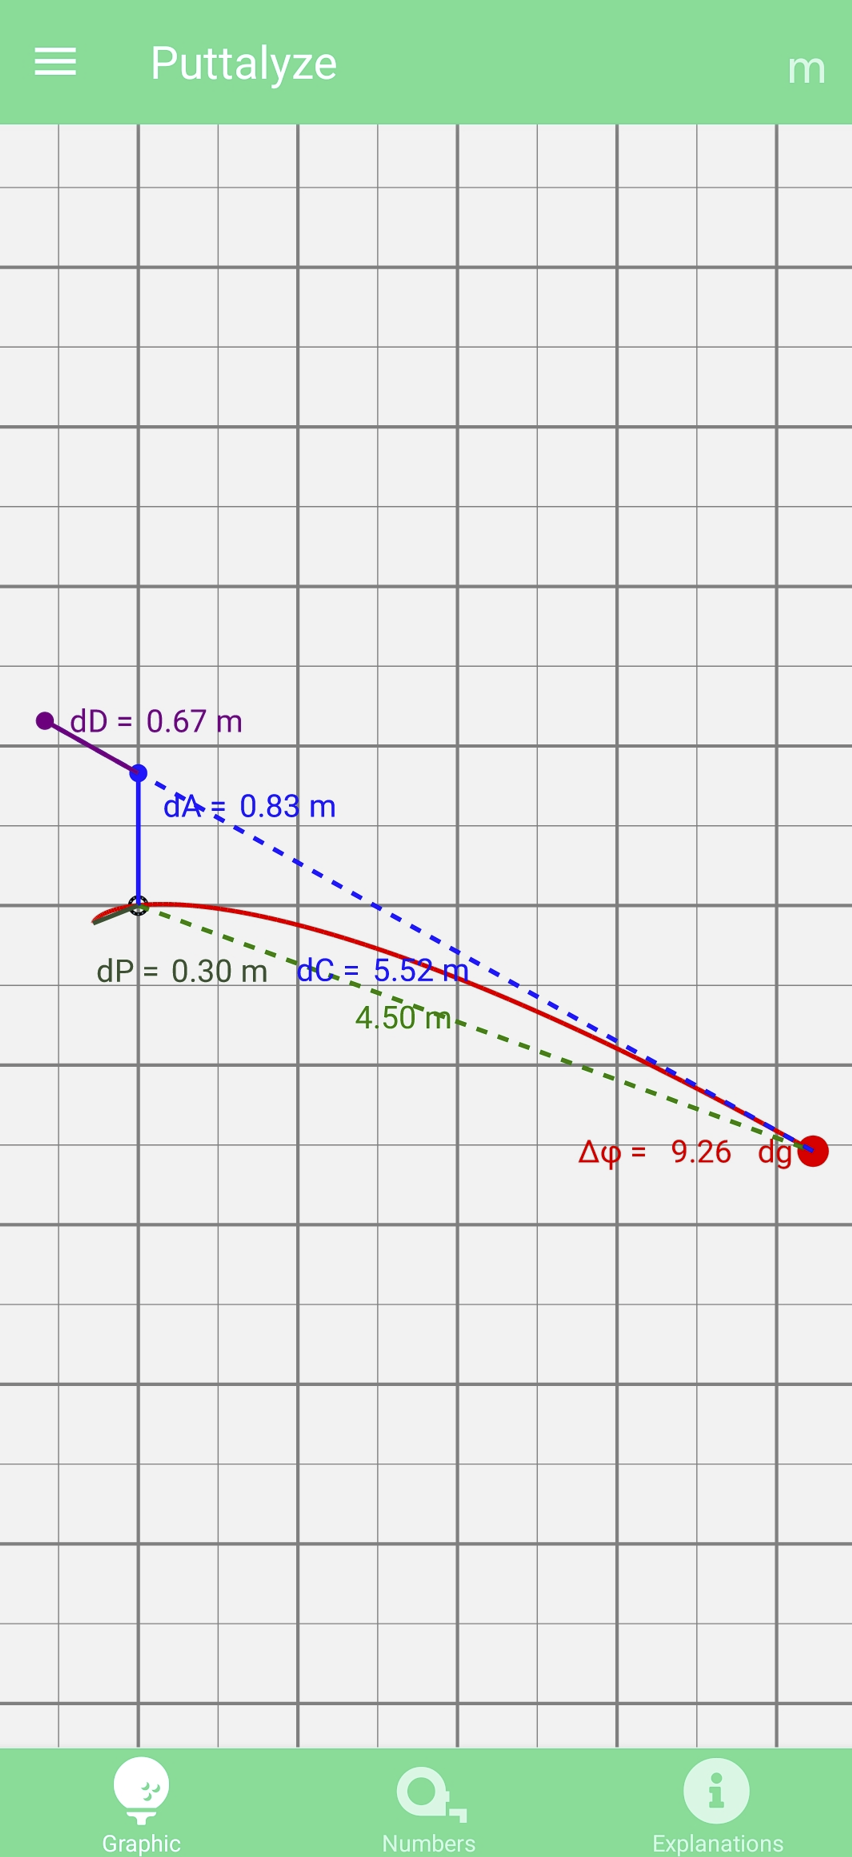 Puttalyze
m
dD = 0.67 m
dA = 0.83 m
dP = 0.30 m
dC = 5.52 m
4.50 m
Δφ = 9.26 dg
Graphic
Numbers
Explanations